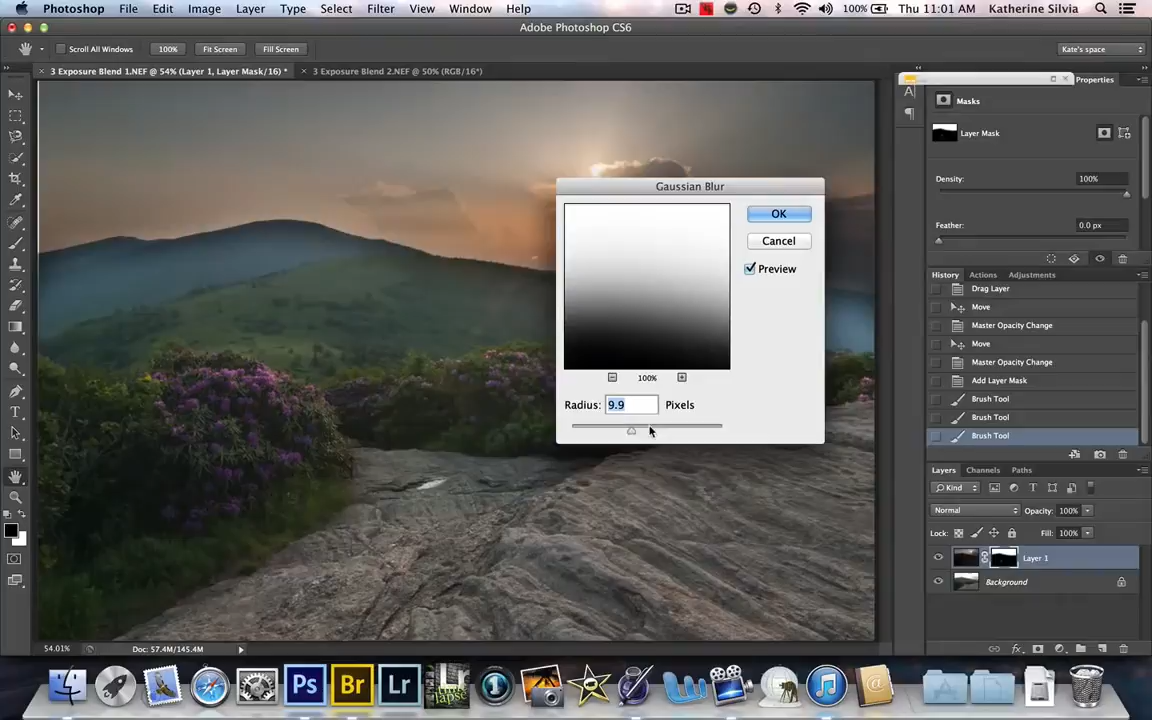 Photoshop File Edit Image Layer Type Select Filter View Window Help 100% Thu 11:01 AM Katherine Silvia
Adobe Photoshop CS6
Scroll All Windows 100% Fit Screen Fill Screen Kate's space
3 Exposure Blend 1.NEF @ 54% (Layer 1, Layer Mask/16) * 3 Exposure Blend 2.NEF @ 50% (RGB/16*)
Properties
Masks
Layer Mask
Density: 100%
Feather: 0.0 px
Gaussian Blur
OK
Cancel
Preview
100%
Radius: 9.9 Pixels
History Actions Adjustments
Drag Layer
Move
Master Opacity Change
Move
Master Opacity Change
Add Layer Mask
Brush Tool
Brush Tool
Brush Tool
Layers Channels Paths
Kind
Normal Opacity: 100%
Lock: Fill: 100%
Layer 1
Background
54.01% Doc: 57.4M/145.4M
Ps Br Lr